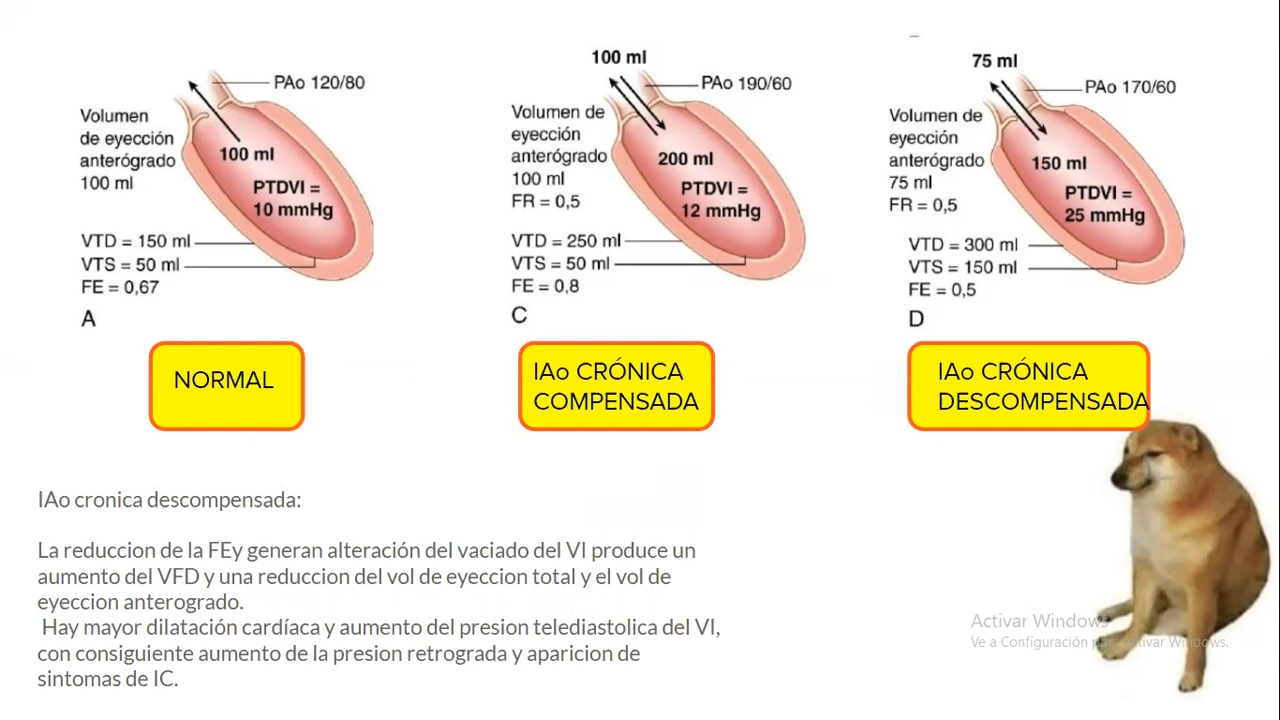 PAo 120/80
Volumen
de eyección
anterógrado
100 ml
100 ml
PTDVI =
10 mmHg
VTD = 150 ml
VTS = 50 ml
FE = 0,67
A
NORMAL
100 ml
PAo 190/60
Volumen de
eyección
anterógrado
100 ml
FR = 0,5
200 ml
PTDVI =
12 mmHg
VTD = 250 ml
VTS = 50 ml
FE = 0,8
C
IAo CRÓNICA
COMPENSADA
75 ml
PAo 170/60
Volumen de
eyección
anterógrado
75 ml
FR = 0,5
150 ml
PTDVI =
25 mmHg
VTD = 300 ml
VTS = 150 ml
FE = 0,5
D
IAo CRÓNICA
DESCOMPENSADA
IAo cronica descompensada:
La reduccion de la FEy generan alteración del vaciado del VI produce un
aumento del VFD y una reduccion del vol de eyeccion total y el vol de
eyeccion anterogrado.
Hay mayor dilatación cardíaca y aumento del presion telediastolica del VI,
con consiguiente aumento de la presion retrograda y aparicion de
sintomas de IC.
Activar Windows
Ve a Configuración para activar Windows.